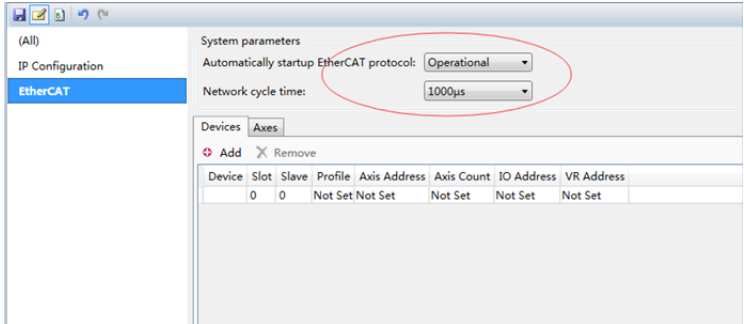 (All)
IP Configuration
EtherCAT
System parameters
Automatically startup EtherCAT protocol: Operational
Network cycle time: 1000µs
Devices Axes
Add Remove
Device Slot Slave Profile Axis Address Axis Count IO Address VR Address
0 0 Not Set Not Set Not Set Not Set Not Set